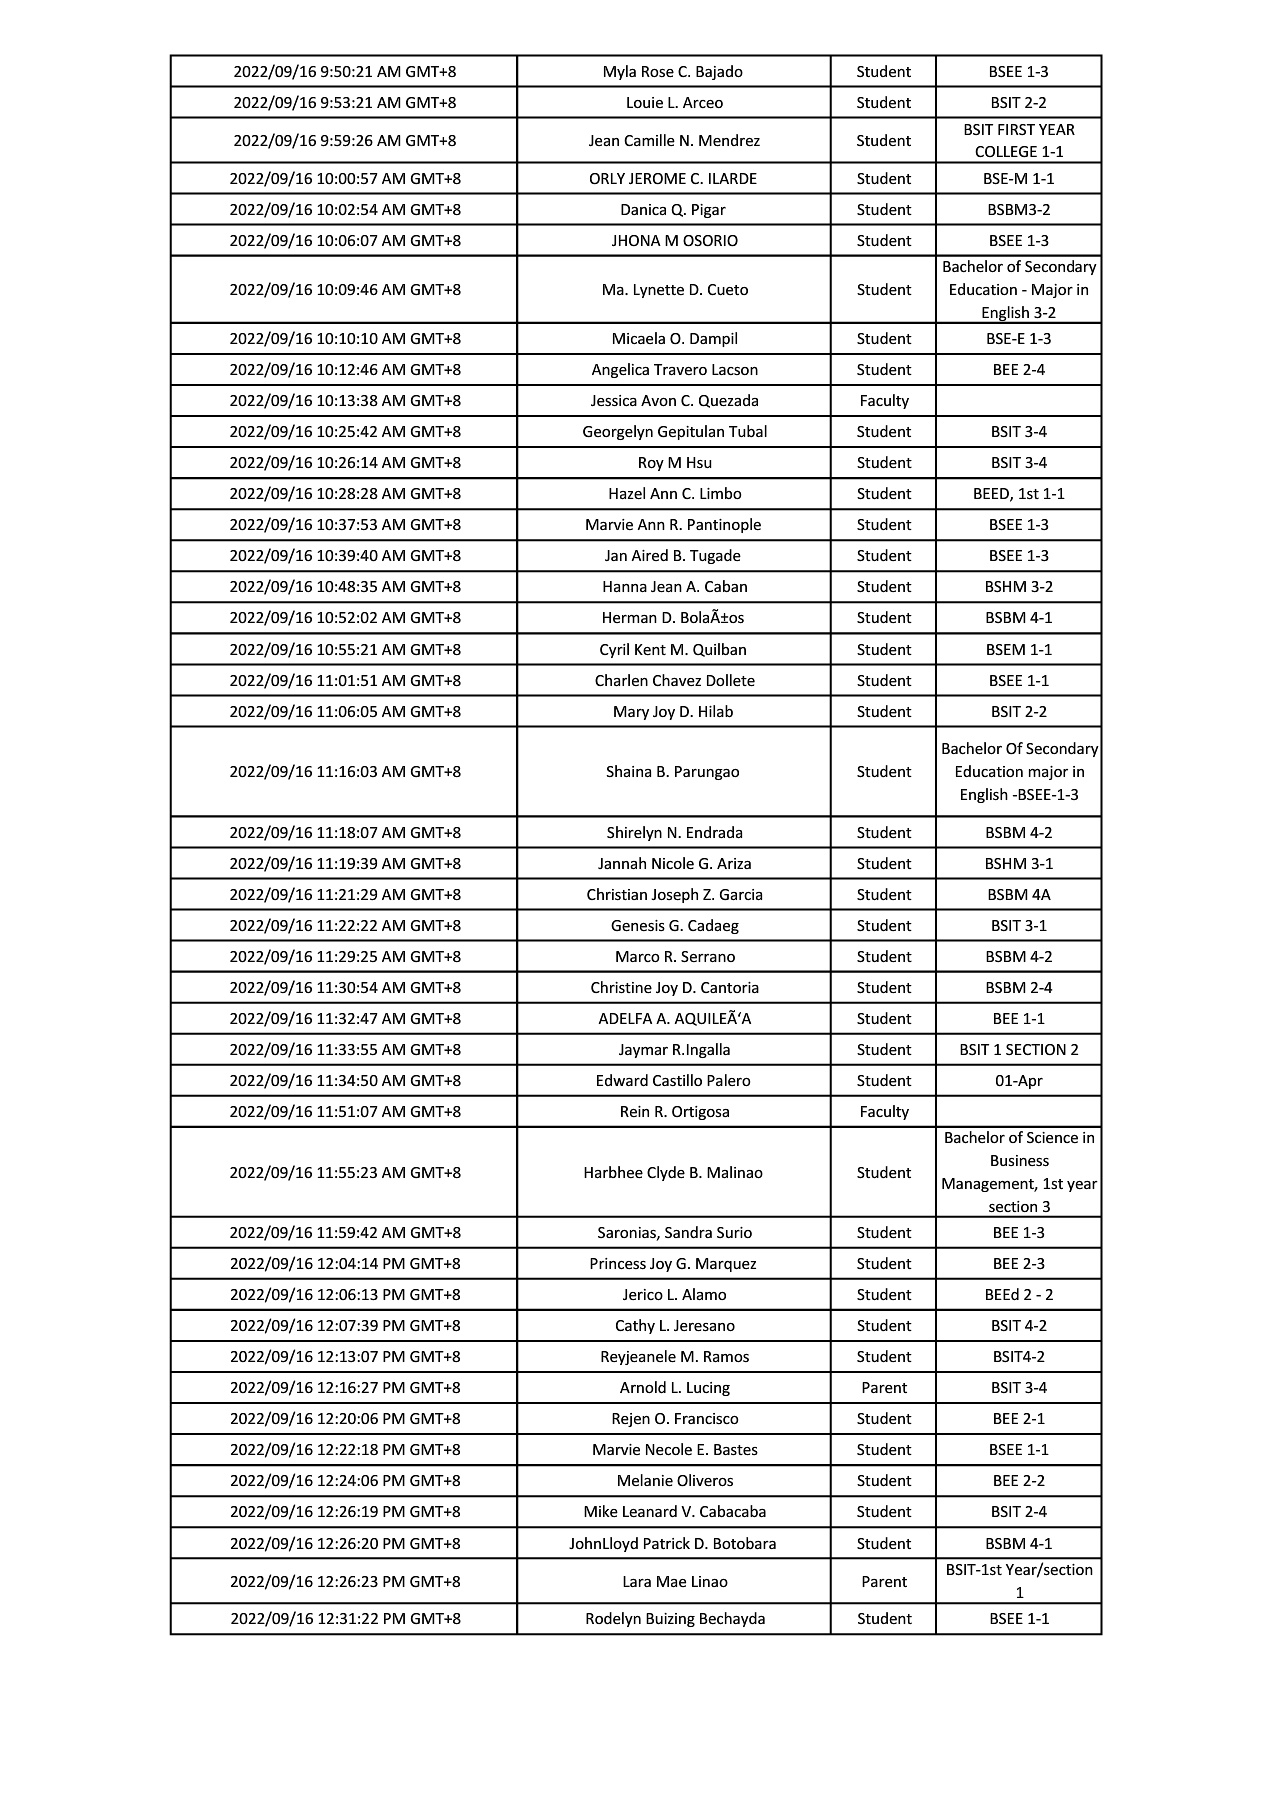 2022/09/16 9:50:21 AM GMT+8 Myla Rose C. Bajado Student BSEE 1-3
2022/09/16 9:53:21 AM GMT+8 Louie L. Arceo Student BSIT 2-2
2022/09/16 9:59:26 AM GMT+8 Jean Camille N. Mendrez Student BSIT FIRST YEAR
COLLEGE 1-1
2022/09/16 10:00:57 AM GMT+8 ORLY JEROME C. ILARDE Student BSE-M 1-1
2022/09/16 10:02:54 AM GMT+8 Danica Q. Pigar Student BSBM3-2
2022/09/16 10:06:07 AM GMT+8 JHONA M OSORIO Student BSEE 1-3
Bachelor of Secondary
2022/09/16 10:09:46 AM GMT+8 Ma. Lynette D. Cueto Student Education - Major in
English 3-2
2022/09/16 10:10:10 AM GMT+8 Micaela O. Dampil Student BSE-E 1-3
2022/09/16 10:12:46 AM GMT+8 Angelica Travero Lacson Student BEE 2-4
2022/09/16 10:13:38 AM GMT+8 Jessica Avon C. Quezada Faculty
2022/09/16 10:25:42 AM GMT+8 Georgelyn Gepitulan Tubal Student BSIT 3-4
2022/09/16 10:26:14 AM GMT+8 Roy M Hsu Student BSIT 3-4
2022/09/16 10:28:28 AM GMT+8 Hazel Ann C. Limbo Student BEED, 1st 1-1
2022/09/16 10:37:53 AM GMT+8 Marvie Ann R. Pantinople Student BSEE 1-3
2022/09/16 10:39:40 AM GMT+8 Jan Aired B. Tugade Student BSEE 1-3
2022/09/16 10:48:35 AM GMT+8 Hanna Jean A. Caban Student BSHM 3-2
2022/09/16 10:52:02 AM GMT+8 Herman D. BolaÃ±os Student BSBM 4-1
2022/09/16 10:55:21 AM GMT+8 Cyril Kent M. Quilban Student BSEM 1-1
2022/09/16 11:01:51 AM GMT+8 Charlen Chavez Dollete Student BSEE 1-1
2022/09/16 11:06:05 AM GMT+8 Mary Joy D. Hilab Student BSIT 2-2
Bachelor Of Secondary
2022/09/16 11:16:03 AM GMT+8 Shaina B. Parungao Student Education major in
English -BSEE-1-3
2022/09/16 11:18:07 AM GMT+8 Shirelyn N. Endrada Student BSBM 4-2
2022/09/16 11:19:39 AM GMT+8 Jannah Nicole G. Ariza Student BSHM 3-1
2022/09/16 11:21:29 AM GMT+8 Christian Joseph Z. Garcia Student BSBM 4A
2022/09/16 11:22:22 AM GMT+8 Genesis G. Cadaeg Student BSIT 3-1
2022/09/16 11:29:25 AM GMT+8 Marco R. Serrano Student BSBM 4-2
2022/09/16 11:30:54 AM GMT+8 Christine Joy D. Cantoria Student BSBM 2-4
2022/09/16 11:32:47 AM GMT+8 ADELFA A. AQUILEÃ‘A Student BEE 1-1
2022/09/16 11:33:55 AM GMT+8 Jaymar R.Ingalla Student BSIT 1 SECTION 2
2022/09/16 11:34:50 AM GMT+8 Edward Castillo Palero Student 01-Apr
2022/09/16 11:51:07 AM GMT+8 Rein R. Ortigosa Faculty
2022/09/16 11:55:23 AM GMT+8 Harbhee Clyde B. Malinao Student Bachelor of Science in
Business
Management, 1st year
section 3
2022/09/16 11:59:42 AM GMT+8 Saronias, Sandra Surio Student BEE 1-3
2022/09/16 12:04:14 PM GMT+8 Princess Joy G. Marquez Student BEE 2-3
2022/09/16 12:06:13 PM GMT+8 Jerico L. Alamo Student BEEd 2 - 2
2022/09/16 12:07:39 PM GMT+8 Cathy L. Jeresano Student BSIT 4-2
2022/09/16 12:13:07 PM GMT+8 Reyjeanele M. Ramos Student BSIT4-2
2022/09/16 12:16:27 PM GMT+8 Arnold L. Lucing Parent BSIT 3-4
2022/09/16 12:20:06 PM GMT+8 Rejen O. Francisco Student BEE 2-1
2022/09/16 12:22:18 PM GMT+8 Marvie Necole E. Bastes Student BSEE 1-1
2022/09/16 12:24:06 PM GMT+8 Melanie Oliveros Student BEE 2-2
2022/09/16 12:26:19 PM GMT+8 Mike Leanard V. Cabacaba Student BSIT 2-4
2022/09/16 12:26:20 PM GMT+8 JohnLloyd Patrick D. Botobara Student BSBM 4-1
2022/09/16 12:26:23 PM GMT+8 Lara Mae Linao Parent BSIT-1st Year/section
1
2022/09/16 12:31:22 PM GMT+8 Rodelyn Buizing Bechayda Student BSEE 1-1